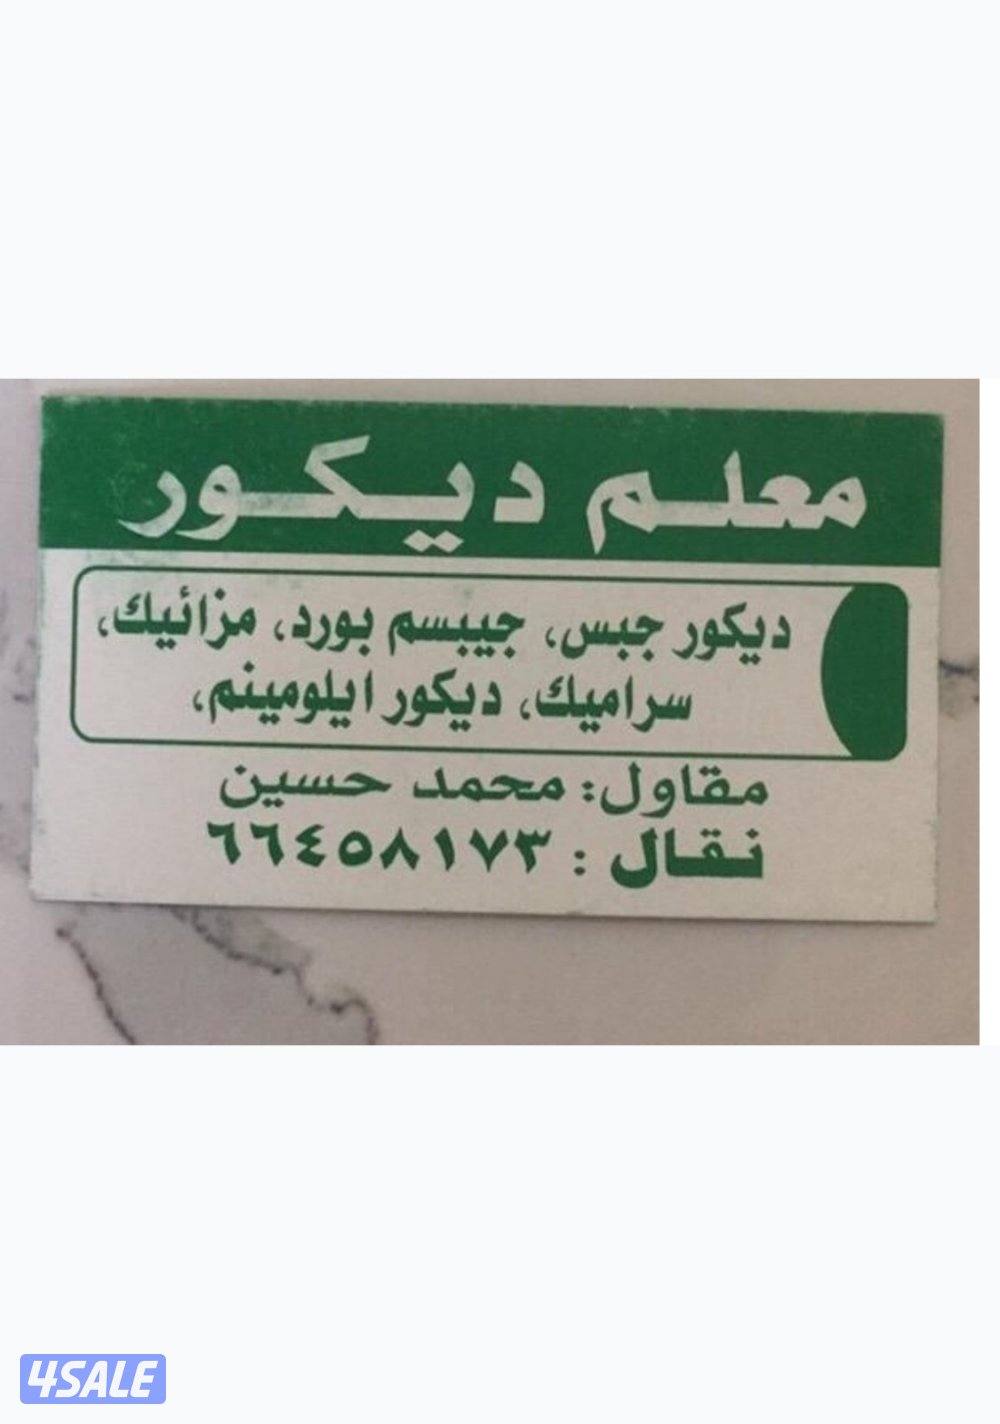 معلم ديكور
ديكور جبس، جيبسم بورد، مزائيك،
سراميك، ديكور ايلومينم،
مقاول: محمد حسين
نقال : ٦٦٤٥٨١٧٣
4SALE